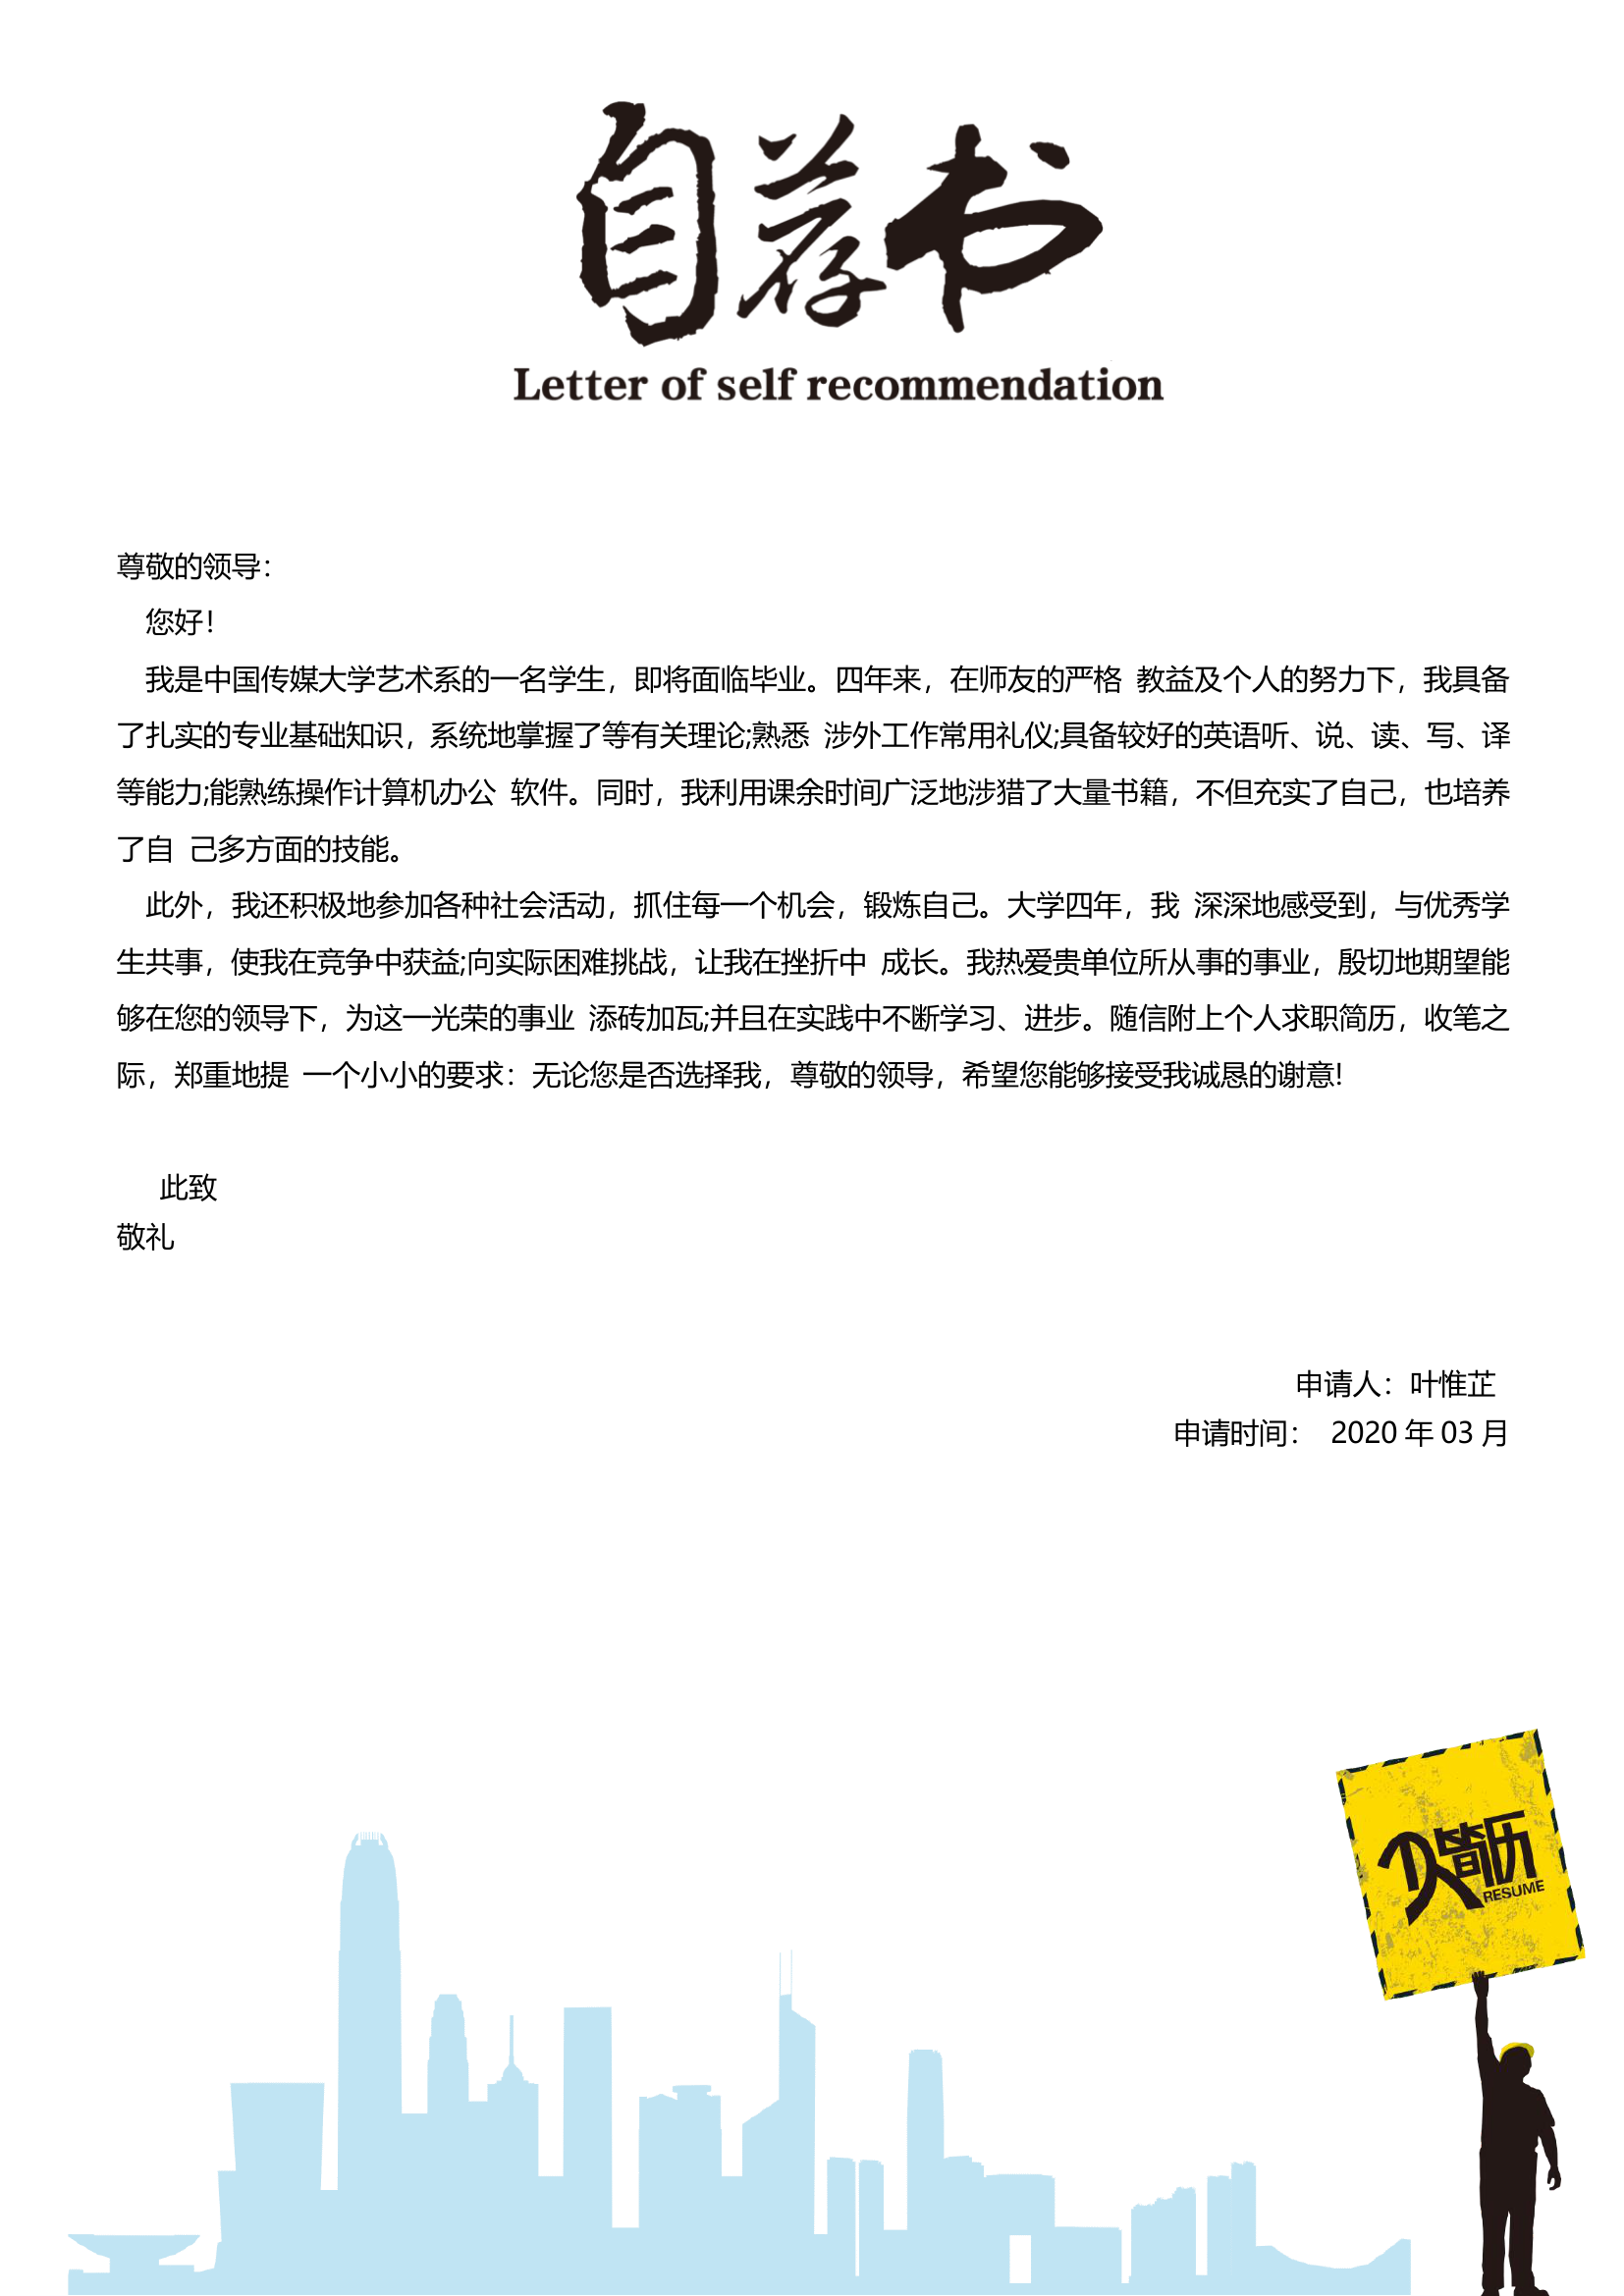 自荐书
Letter of self recommendation
尊敬的领导：
您好！
我是中国传媒大学艺术系的一名学生，即将面临毕业。四年来，在师友的严格 教益及个人的努力下，我具备
了扎实的专业基础知识，系统地掌握了等有关理论;熟悉 涉外工作常用礼仪;具备较好的英语听、说、读、写、译
等能力;能熟练操作计算机办公 软件。同时，我利用课余时间广泛地涉猎了大量书籍，不但充实了自己，也培养
了自 己多方面的技能。
此外，我还积极地参加各种社会活动，抓住每一个机会，锻炼自己。大学四年，我 深深地感受到，与优秀学
生共事，使我在竞争中获益;向实际困难挑战，让我在挫折中 成长。我热爱贵单位所从事的事业，殷切地期望能
够在您的领导下，为这一光荣的事业 添砖加瓦;并且在实践中不断学习、进步。随信附上个人求职简历，收笔之
际，郑重地提 一个小小的要求：无论您是否选择我，尊敬的领导，希望您能够接受我诚恳的谢意!
此致
敬礼
申请人：叶惟芷
申请时间： 2020 年 03 月
个人简历
RESUME